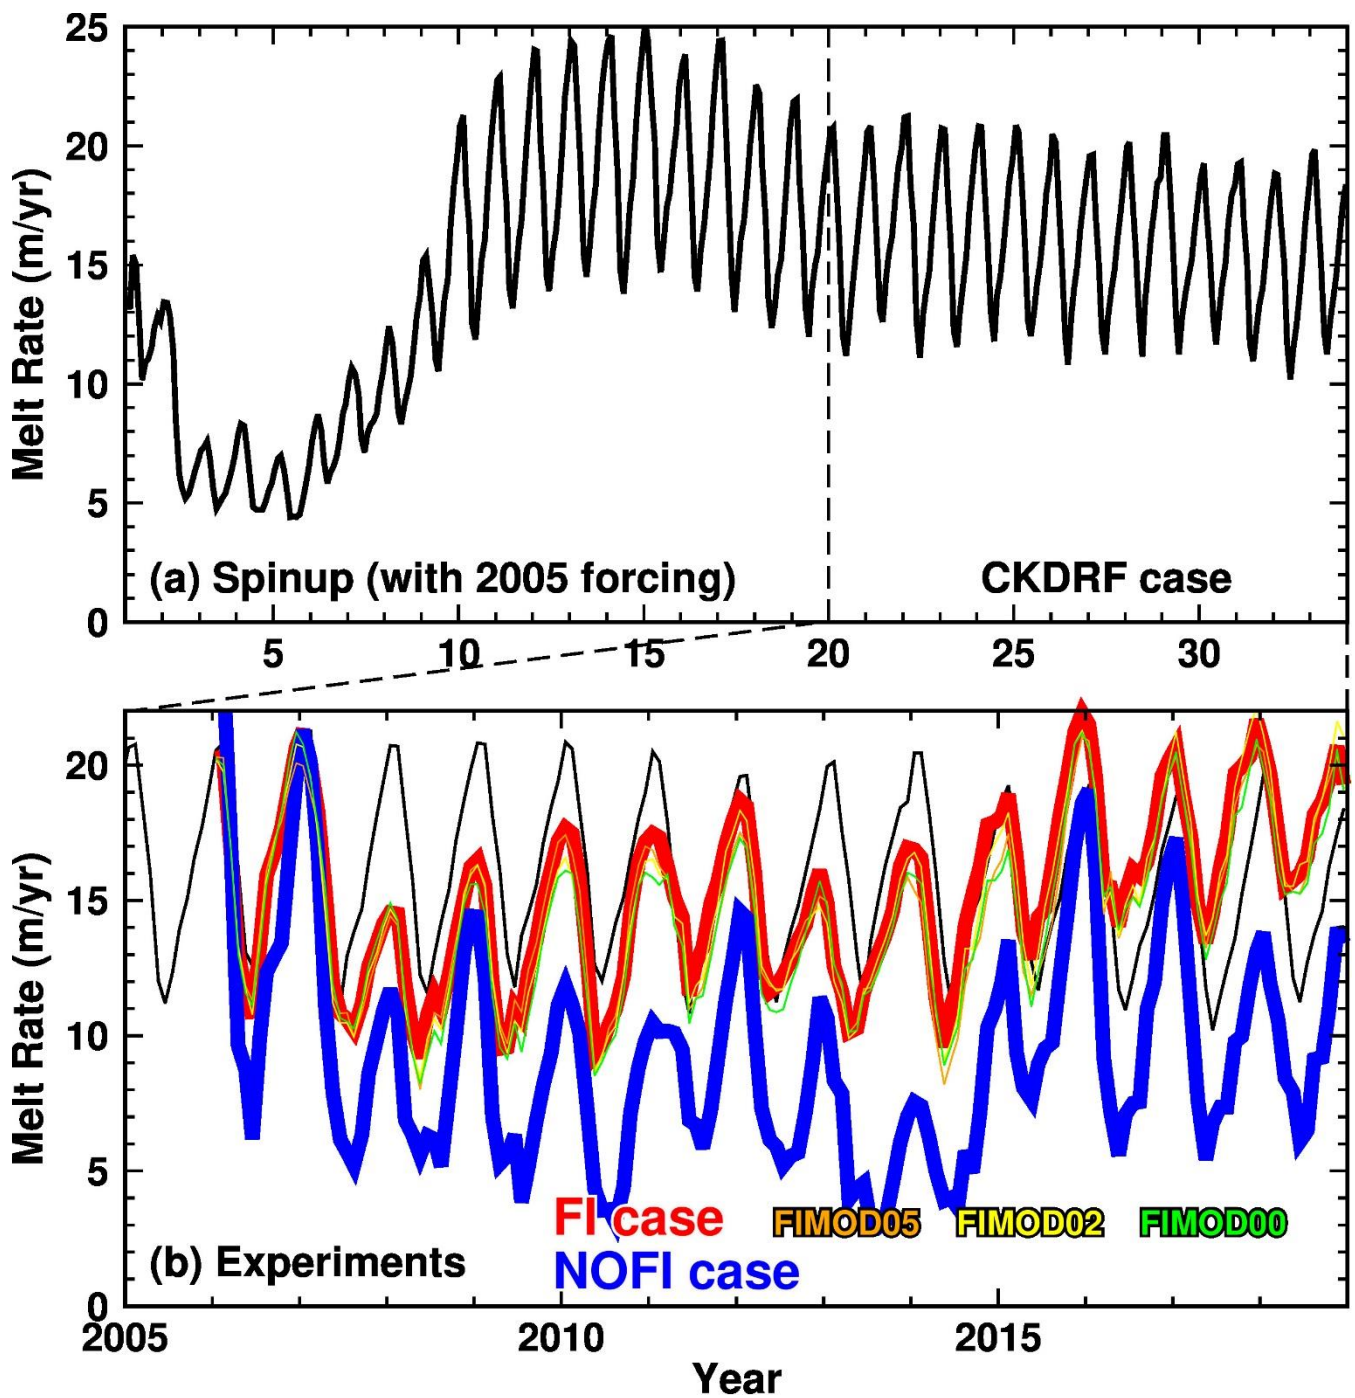 25
20
15
10
5
0
Melt Rate (m/yr)
(a) Spinup (with 2005 forcing)
CKDRF case
5 10 15 20 25 30
20
15
10
5
0
Melt Rate (m/yr)
FI case FIMOD05 FIMOD02 FIMOD00
(b) Experiments
NOFI case
2005 2010 2015
Year